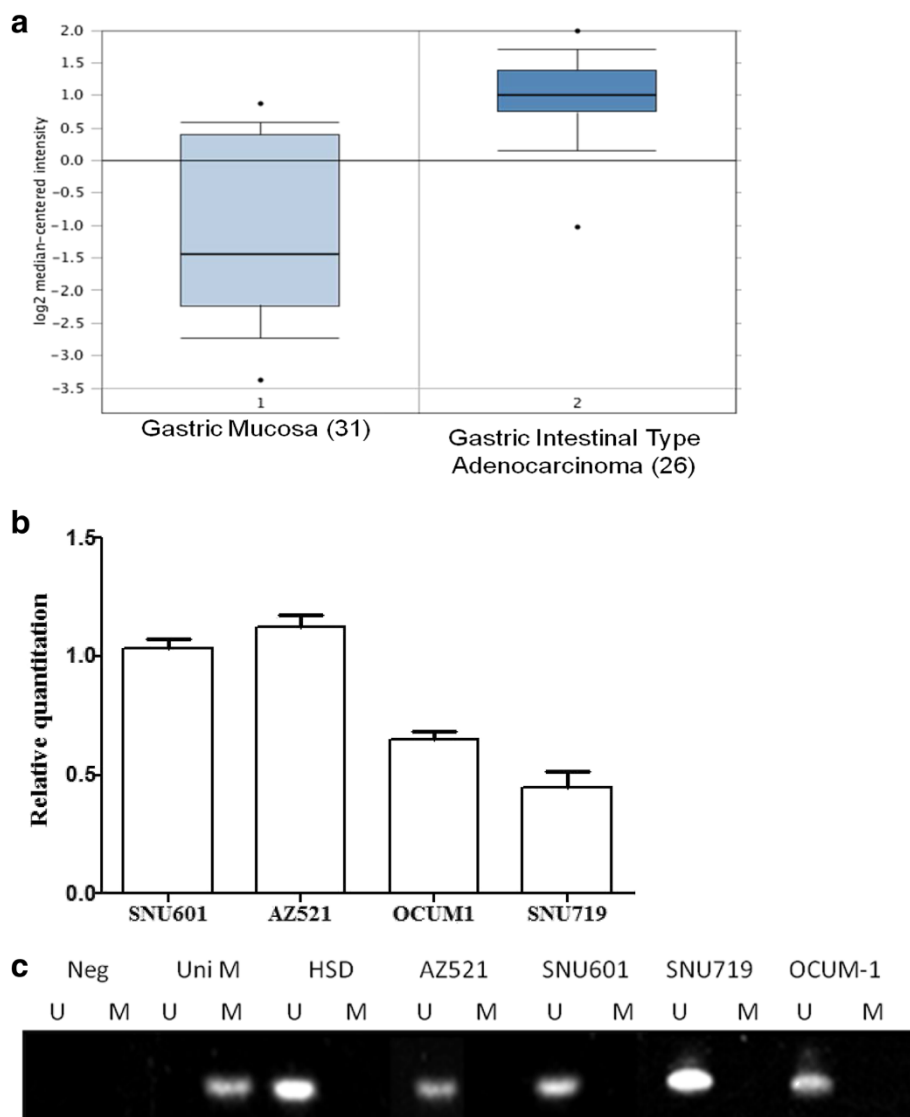 a
2.0
1.5
1.0
0.5
0.0
−0.5
−1.0
−1.5
−2.0
−2.5
−3.0
−3.5
log2 median-centered intensity
1 2
Gastric Mucosa (31)
Gastric Intestinal Type
Adenocarcinoma (26)
b
1.5
1.0
0.5
0.0
Relative quantitation
SNU601 AZ521 OCUM1 SNU719
c
Neg Uni M HSD AZ521 SNU601 SNU719 OCUM-1
U M U M U M U M U M U M U M